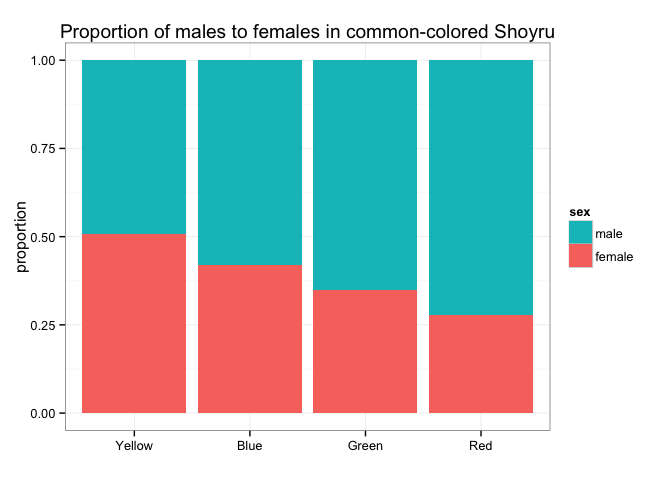 Proportion of males to females in common-colored Shoyru
1.00
0.75
0.50
0.25
0.00
proportion
Yellow Blue Green Red
sex
male
female